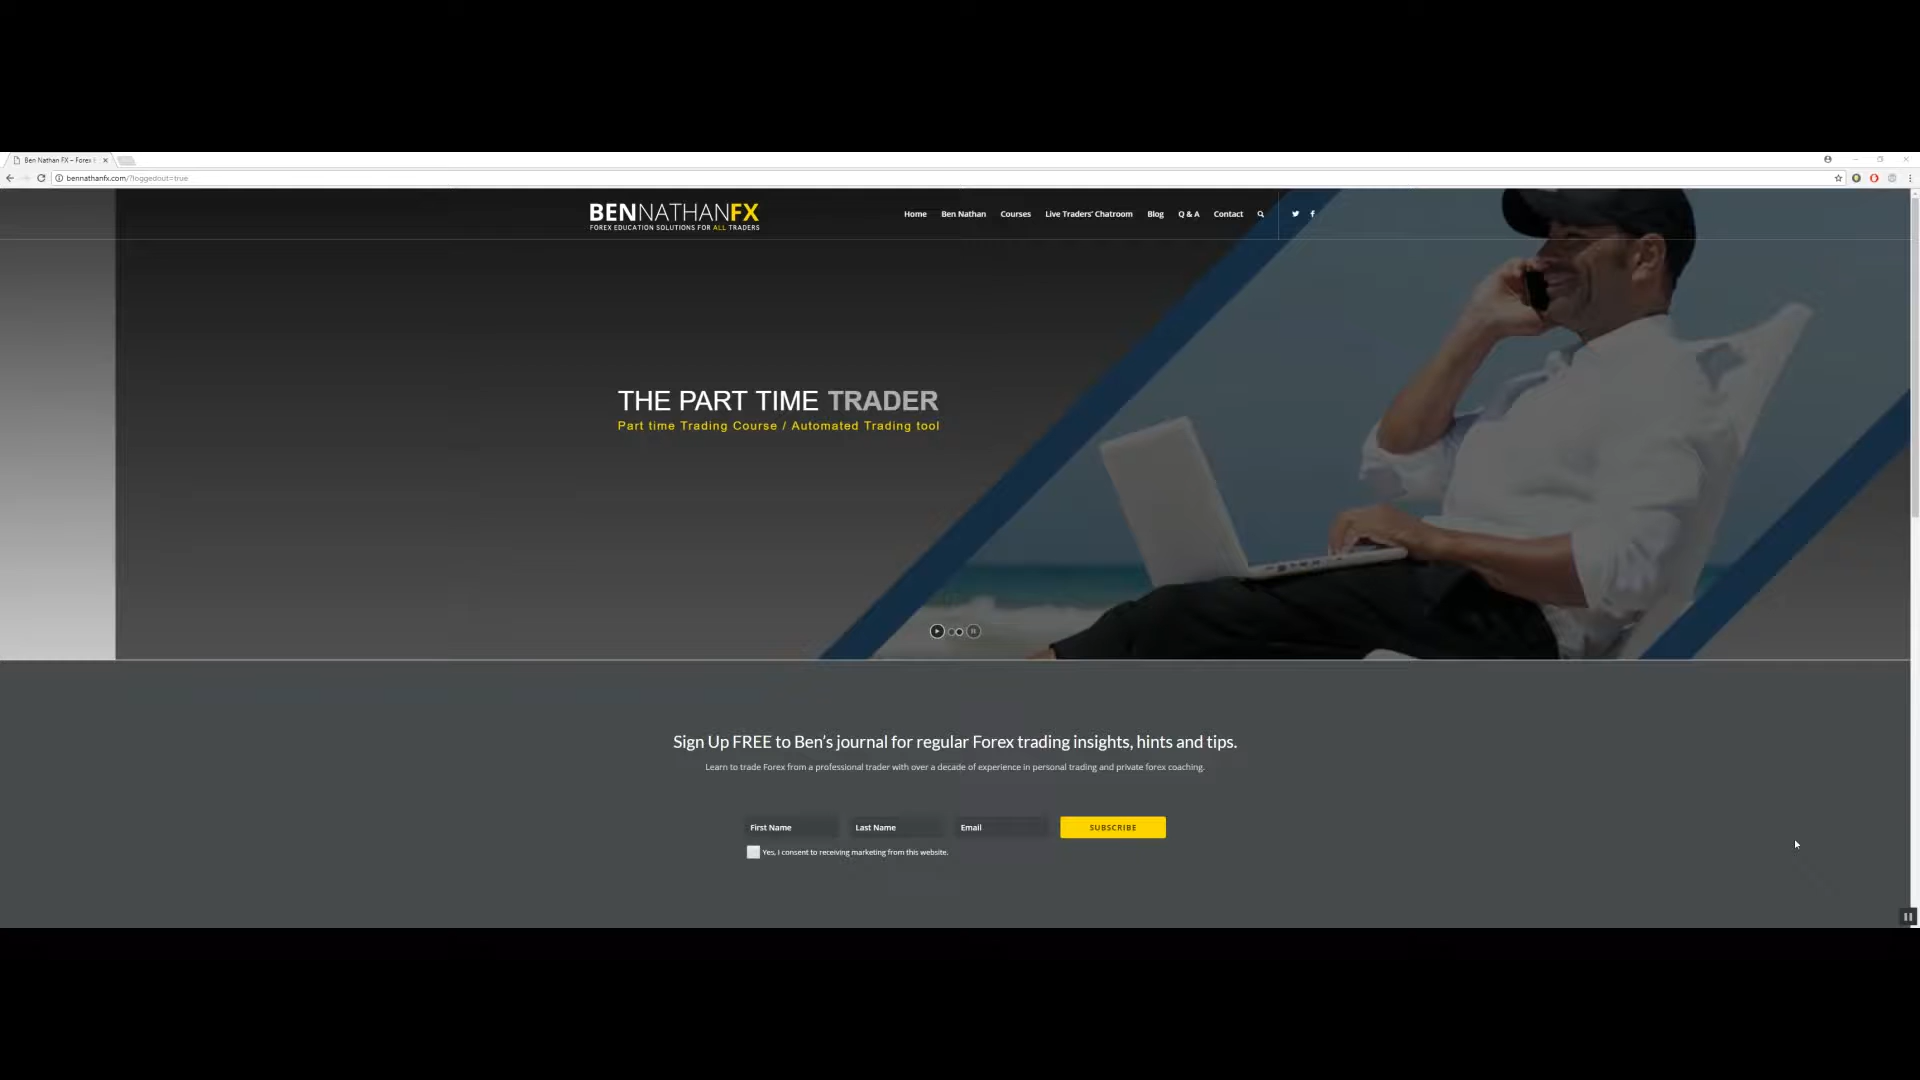 Ben Nathan FX – Forex
bennathanfx.com/?loggedout=true
BENNATHANFX
FOREX EDUCATION SOLUTIONS FOR ALL TRADERS
Home Ben Nathan Courses Live Traders' Chatroom Blog Q & A Contact
THE PART TIME TRADER
Part time Trading Course / Automated Trading tool
Sign Up FREE to Ben's journal for regular Forex trading insights, hints and tips.
Learn to trade Forex from a professional trader with over a decade of experience in personal trading and private forex coaching.
First Name Last Name Email SUBSCRIBE
Yes, I consent to receiving marketing from this website.